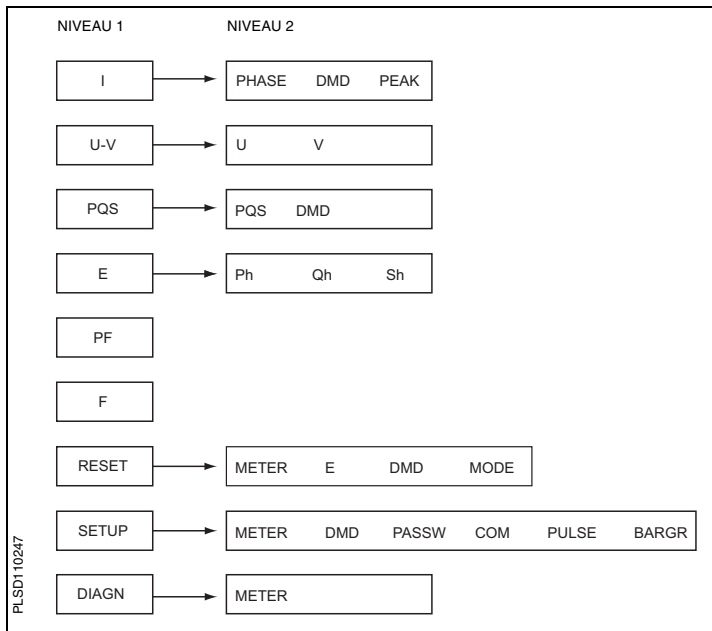 NIVEAU 1 NIVEAU 2
I PHASE DMD PEAK
U-V U V
PQS PQS DMD
E Ph Qh Sh
PF
F
RESET METER E DMD MODE
SETUP METER DMD PASSW COM PULSE BARGR
DIAGN METER
PLSD110247